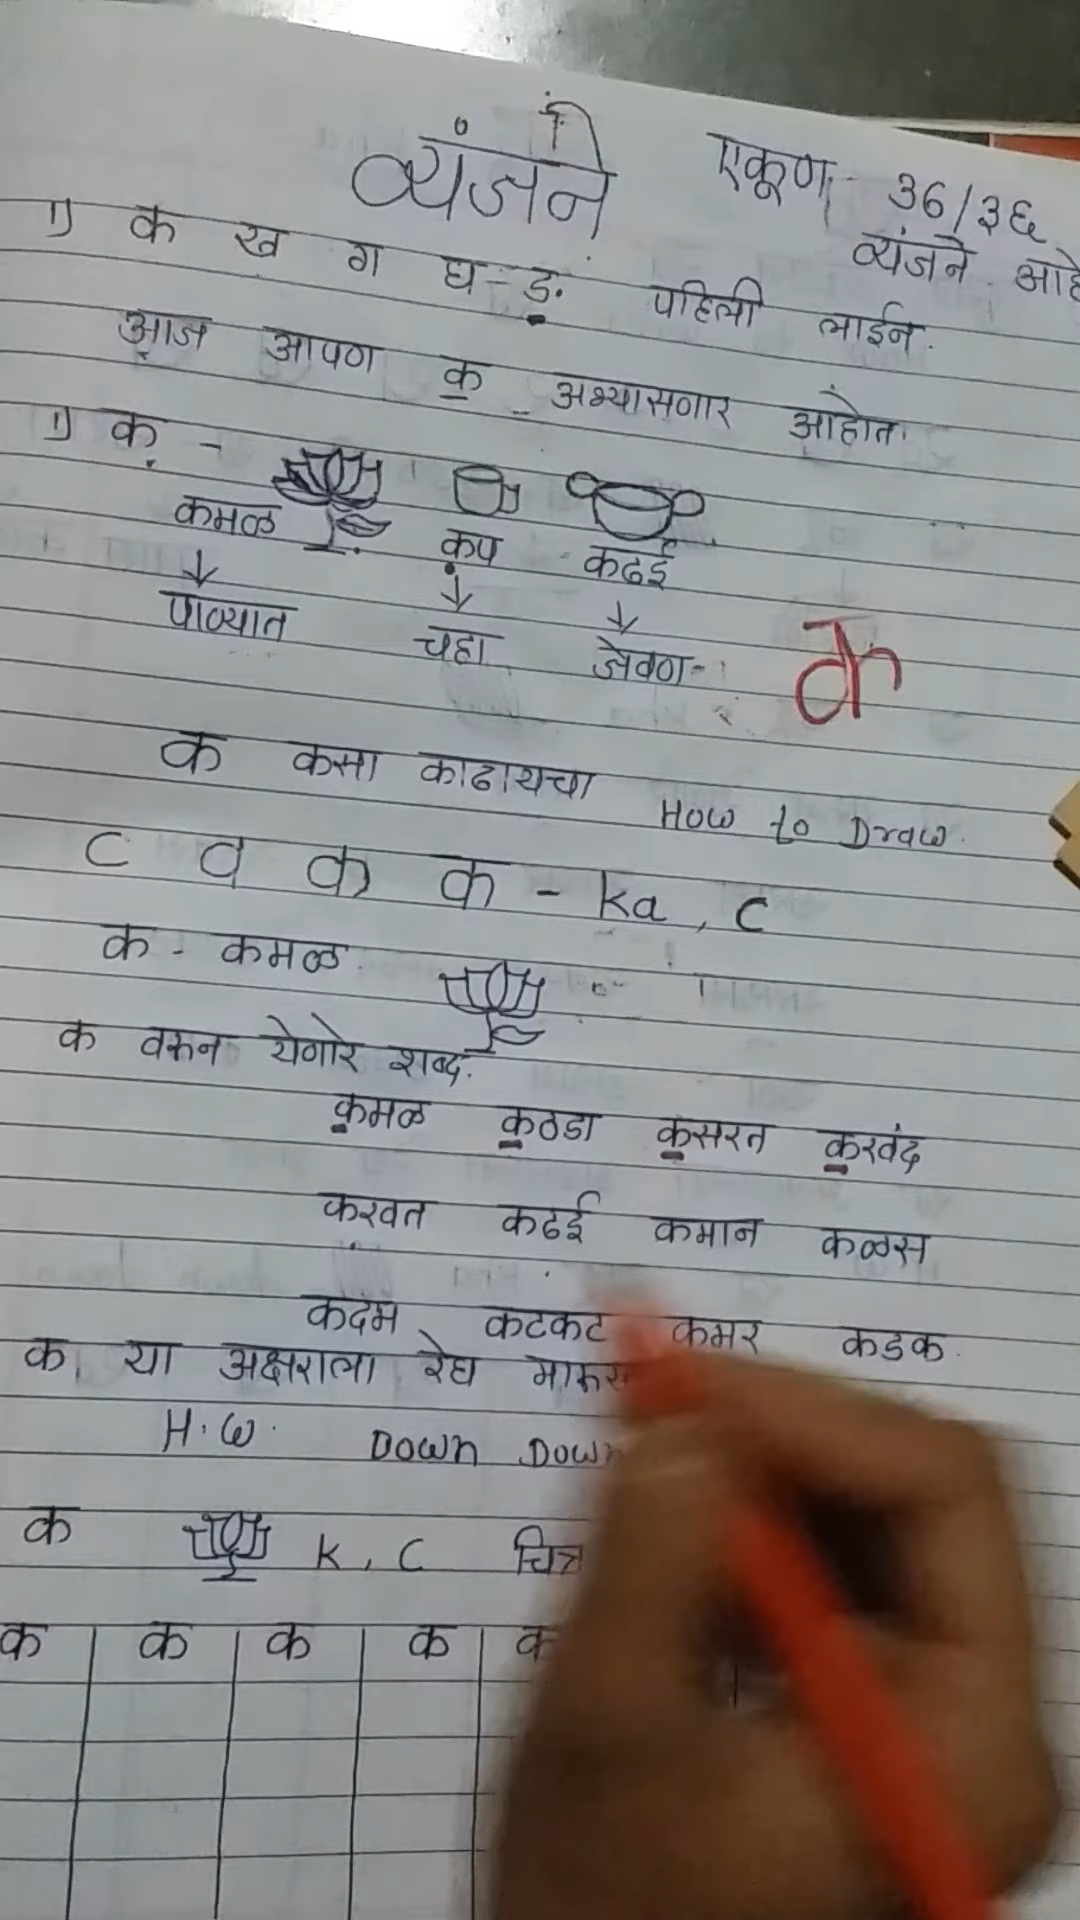 व्यंजने एकूण - ३6/३६
व्यंजने आहे
1) क ख ग घ - ङ. पहिली लाईन.
आज आपण क अभ्यासणार आहोत.
1) क -
कमळ कप कढई
↓ ↓ ↓
पाण्यात चहा जेवण -
क
क कसा काढायचा How to Draw.
C व क क - ka, C
क - कमळ
क वरुन येणारे शब्द.
कमळ कठडा कसरत करवंद
करवत कढई कमान कळस
कदम कटकट कमर कडक.
क या अक्षराला रेघ
H.W. Down Down
क K, C चित्र
क क क क क